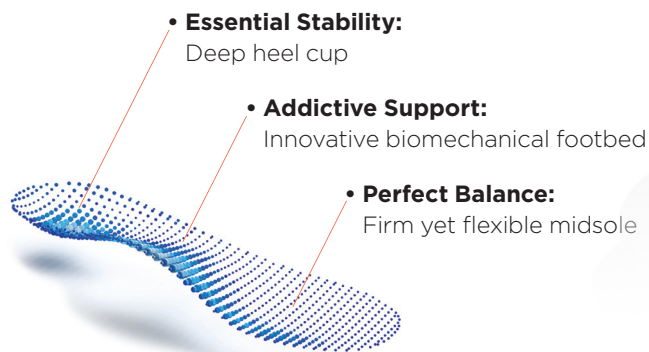 • Essential Stability:
Deep heel cup
• Addictive Support:
Innovative biomechanical footbed
• Perfect Balance:
Firm yet flexible midsole